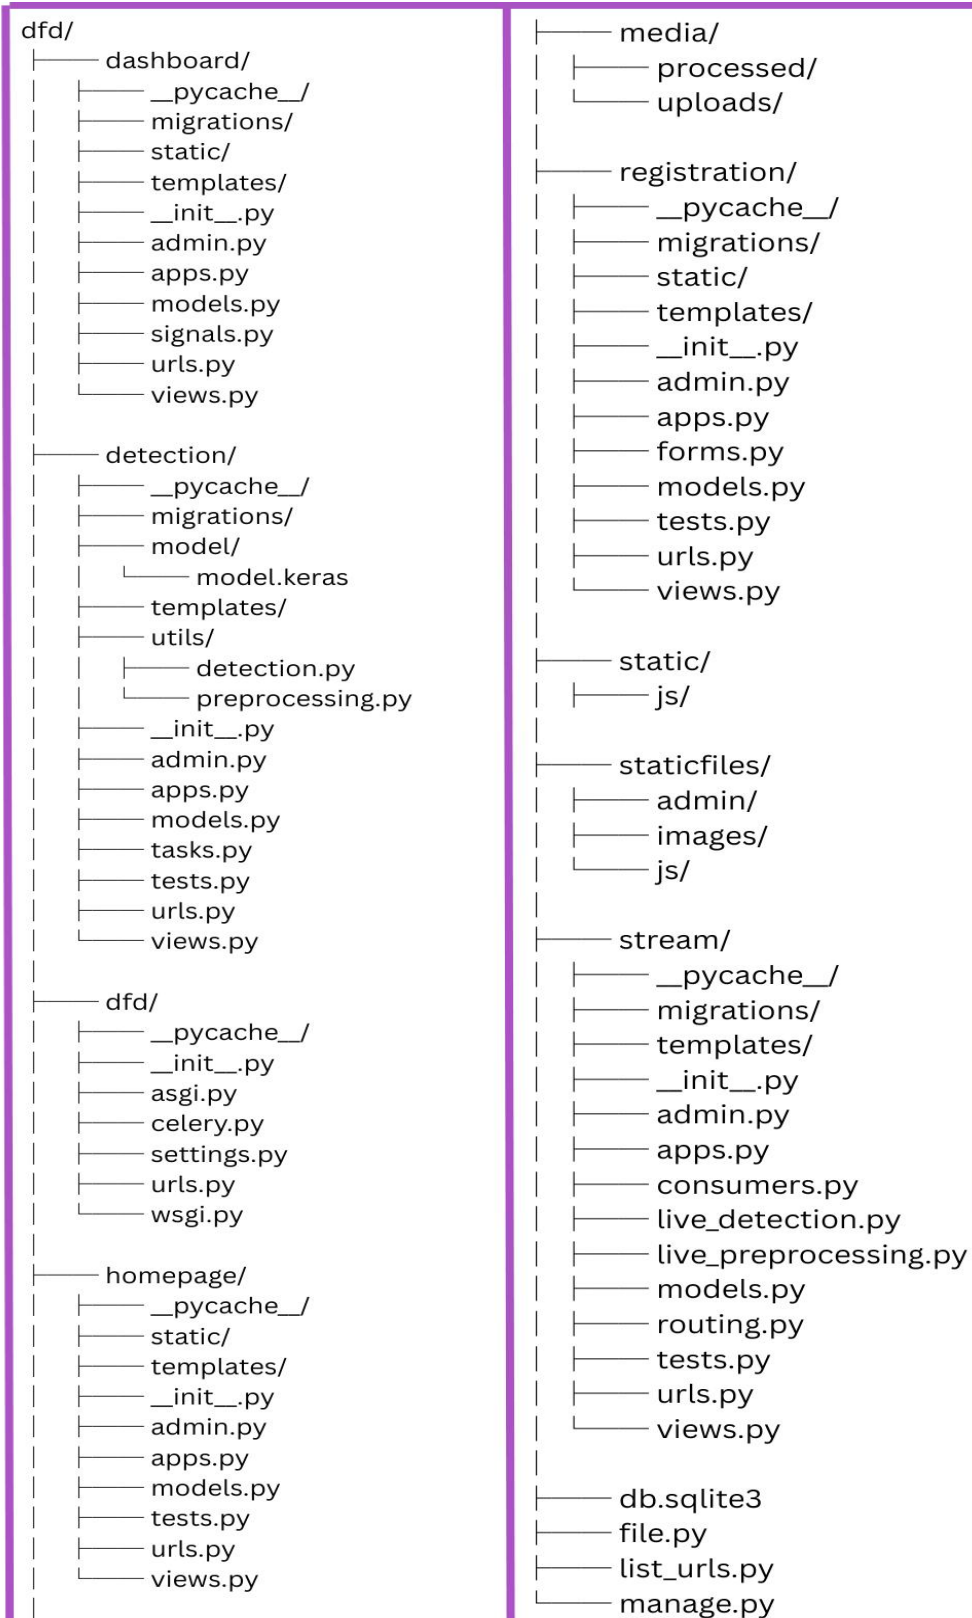 dfd/
dashboard/
__pycache__/
migrations/
static/
templates/
__init__.py
admin.py
apps.py
models.py
signals.py
urls.py
views.py
detection/
__pycache__/
migrations/
model/
model.keras
templates/
utils/
detection.py
preprocessing.py
__init__.py
admin.py
apps.py
models.py
tasks.py
tests.py
urls.py
views.py
dfd/
__pycache__/
__init__.py
asgi.py
celery.py
settings.py
urls.py
wsgi.py
homepage/
__pycache__/
static/
templates/
__init__.py
admin.py
apps.py
models.py
tests.py
urls.py
views.py
media/
processed/
uploads/
registration/
__pycache__/
migrations/
static/
templates/
__init__.py
admin.py
apps.py
forms.py
models.py
tests.py
urls.py
views.py
static/
js/
staticfiles/
admin/
images/
js/
stream/
__pycache__/
migrations/
templates/
__init__.py
admin.py
apps.py
consumers.py
live_detection.py
live_preprocessing.py
models.py
routing.py
tests.py
urls.py
views.py
db.sqlite3
file.py
list_urls.py
manage.py